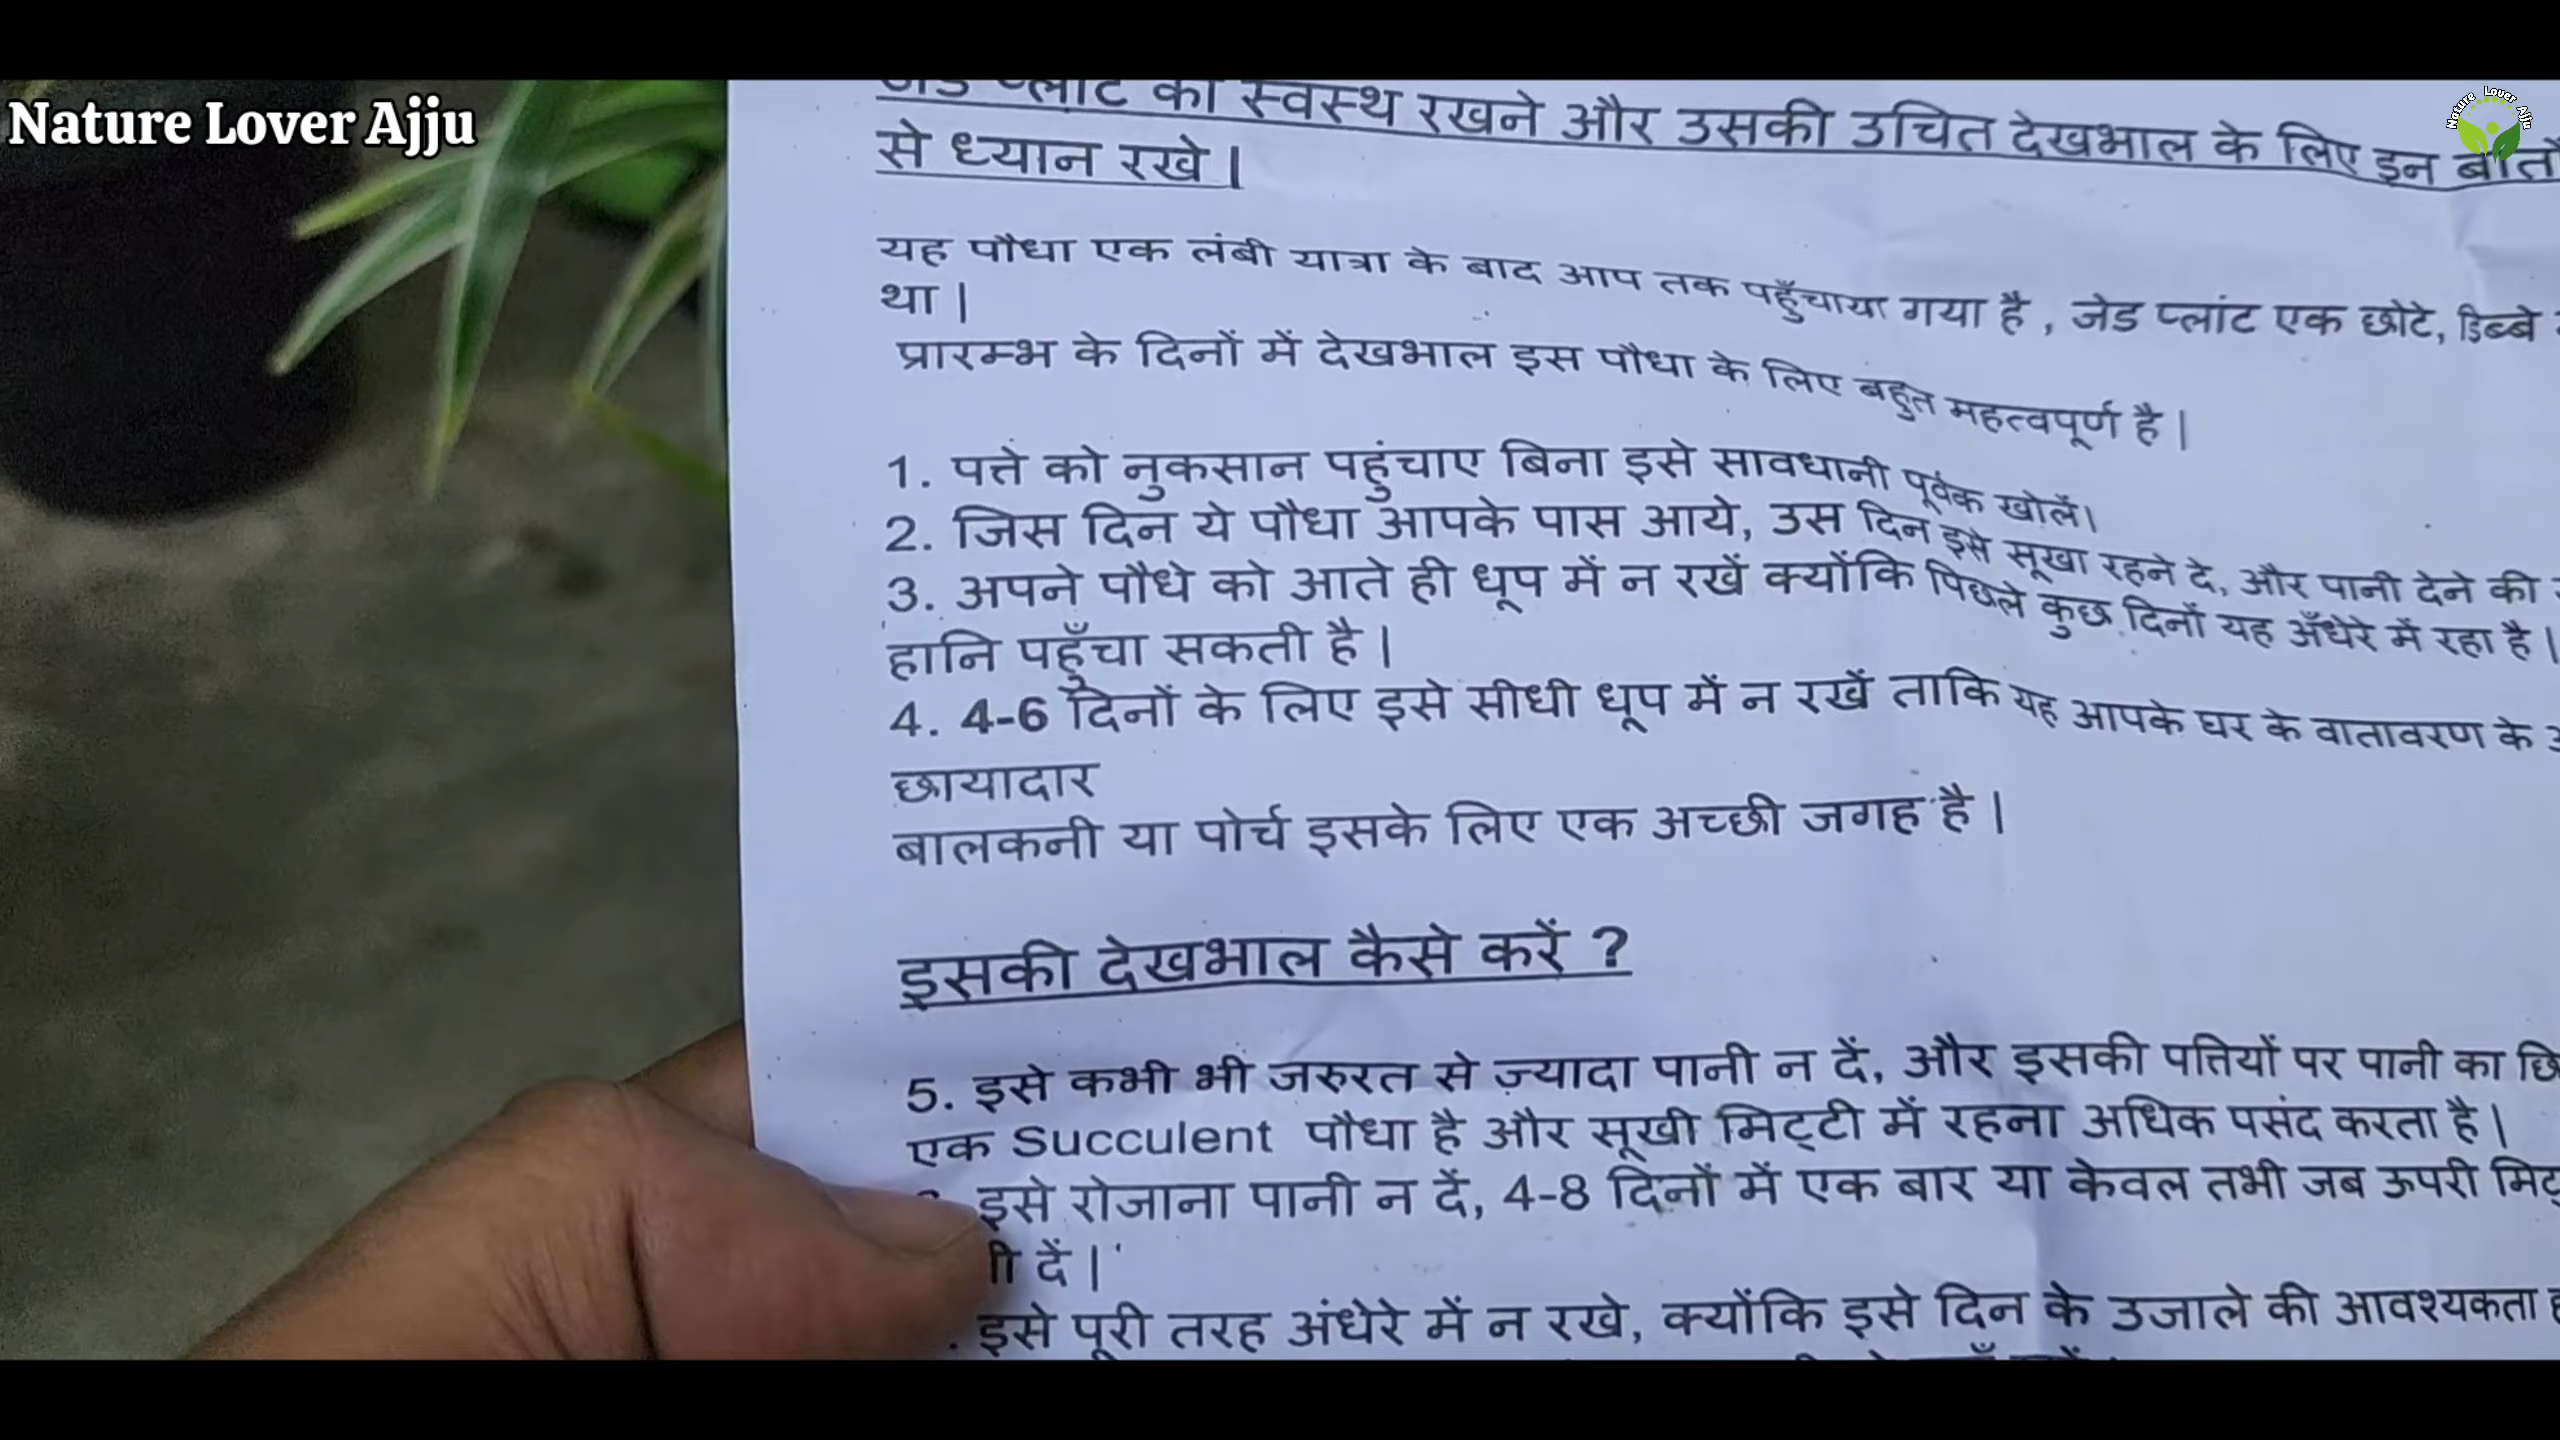 Nature Lover Ajju
Nature Lover Ajju
जेड प्लांट को स्वस्थ रखने और उसकी उचित देखभाल के लिए इन बातों
से ध्यान रखे |
यह पौधा एक लंबी यात्रा के बाद आप तक पहुँचाया गया है , जेड प्लांट एक छोटे, डिब्बे
था |
प्रारम्भ के दिनों में देखभाल इस पौधा के लिए बहुत महत्वपूर्ण है |
1. पत्ते को नुकसान पहुंचाए बिना इसे सावधानी पूर्वक खोलें।
2. जिस दिन ये पौधा आपके पास आये, उस दिन इसे सूखा रहने दे, और पानी देने की
3. अपने पौधे को आते ही धूप में न रखें क्योंकि पिछले कुछ दिनों यह अँधेरे में रहा है |
हानि पहुँचा सकती है |
4. 4-6 दिनों के लिए इसे सीधी धूप में न रखें ताकि यह आपके घर के वातावरण के
छायादार
बालकनी या पोर्च इसके लिए एक अच्छी जगह है |
इसकी देखभाल कैसे करें ?
5. इसे कभी भी जरुरत से ज़्यादा पानी न दें, और इसकी पत्तियों पर पानी का
एक Succulent पौधा है और सूखी मिट्टी में रहना अधिक पसंद करता है |
इसे रोजाना पानी न दें, 4-8 दिनों में एक बार या केवल तभी जब ऊपरी
दें |
इसे पूरी तरह अंधेरे में न रखे, क्योंकि इसे दिन के उजाले की आवश्यकता